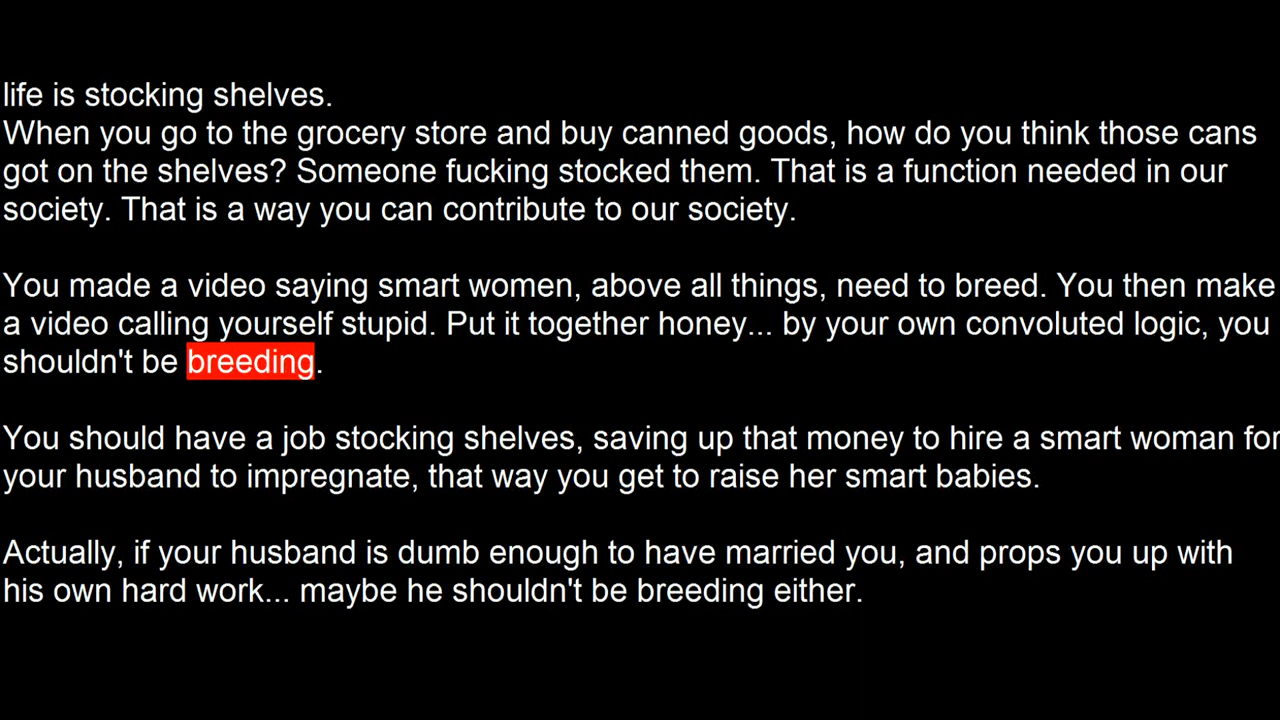 life is stocking shelves.
When you go to the grocery store and buy canned goods, how do you think those cans
got on the shelves? Someone fucking stocked them. That is a function needed in our
society. That is a way you can contribute to our society.
You made a video saying smart women, above all things, need to breed. You then make
a video calling yourself stupid. Put it together honey... by your own convoluted logic, you
shouldn't be breeding.
You should have a job stocking shelves, saving up that money to hire a smart woman for
your husband to impregnate, that way you get to raise her smart babies.
Actually, if your husband is dumb enough to have married you, and props you up with
his own hard work... maybe he shouldn't be breeding either.